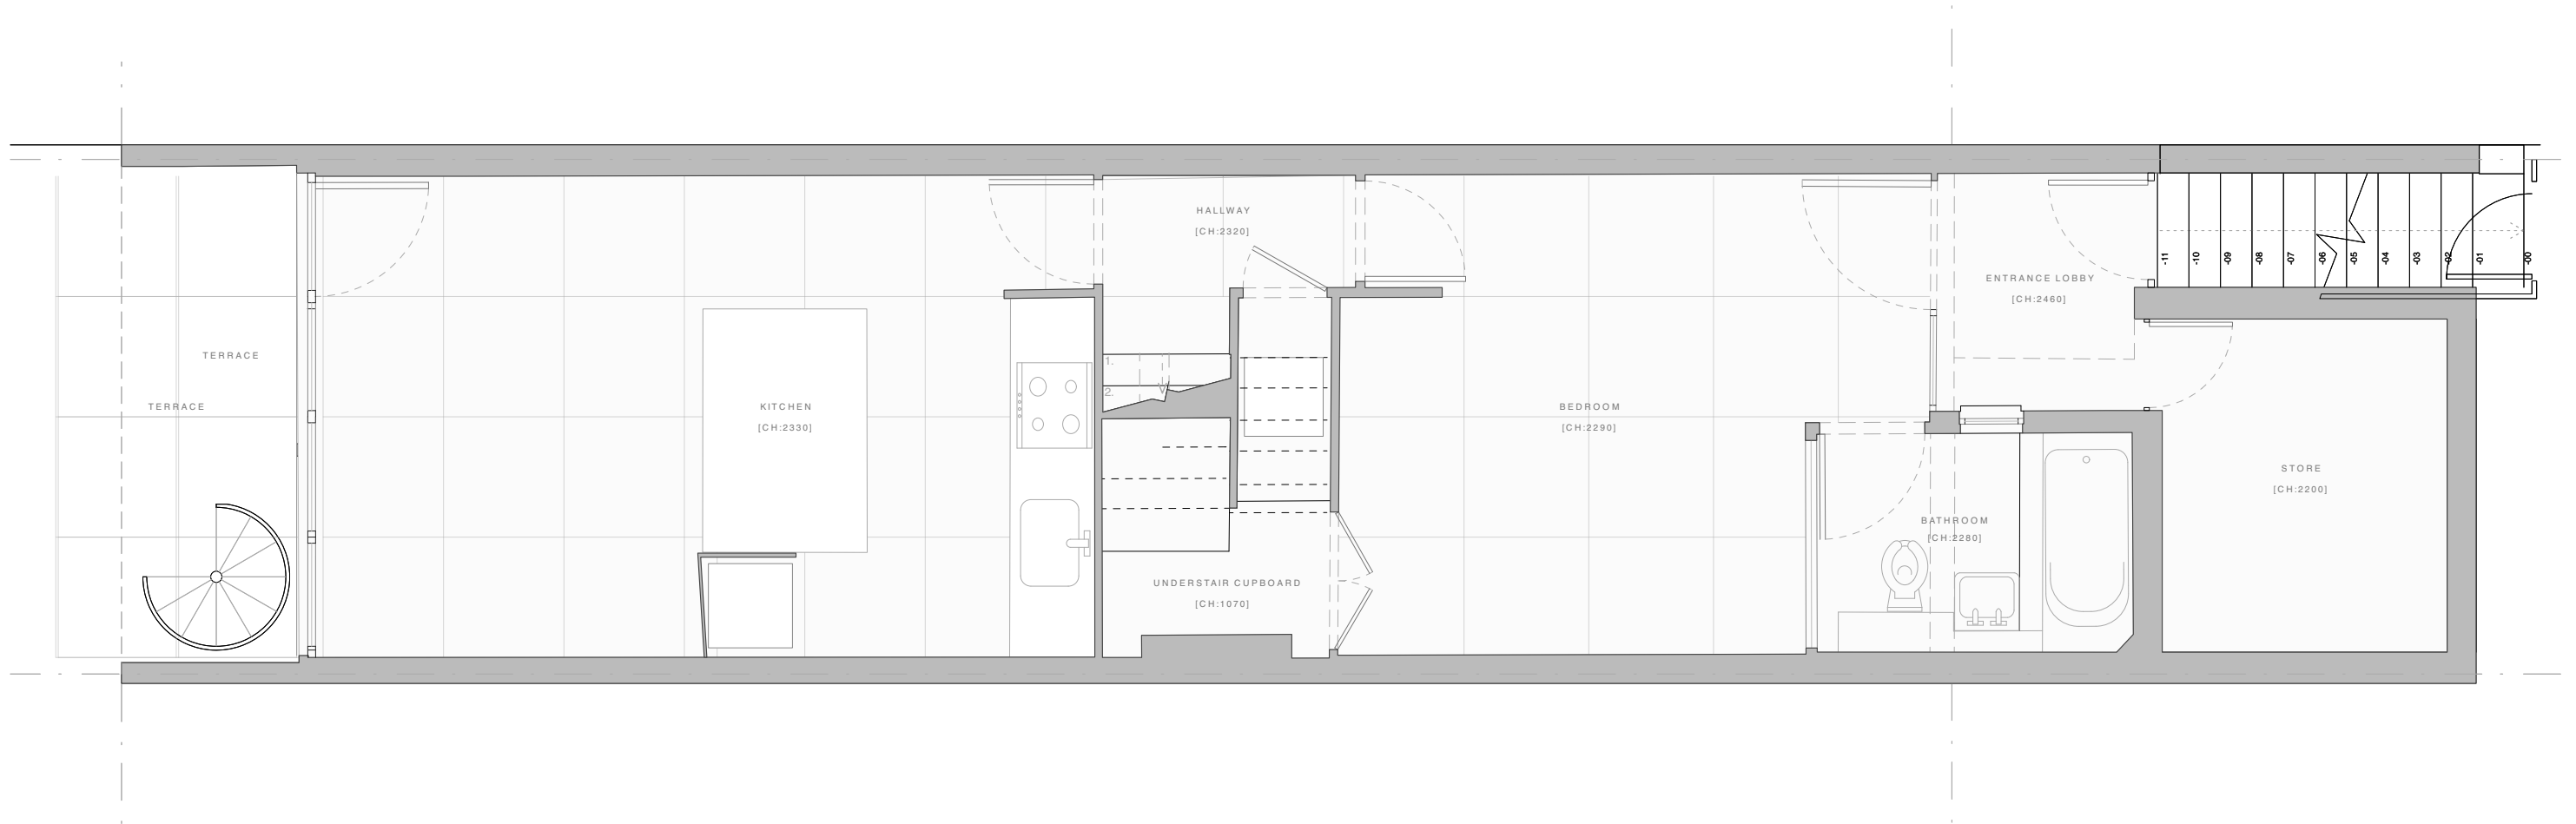 HALLWAY
[CH:2320]
-11
-10
-09
-08
-07
-06
-05
-04
-03
-02
-01
-00
ENTRANCE LOBBY
[CH:2460]
TERRACE
1.
2.
TERRACE
KITCHEN
[CH:2330]
BEDROOM
[CH:2290]
STORE
[CH:2200]
BATHROOM
[CH:2280]
UNDERSTAIR CUPBOARD
[CH:1070]